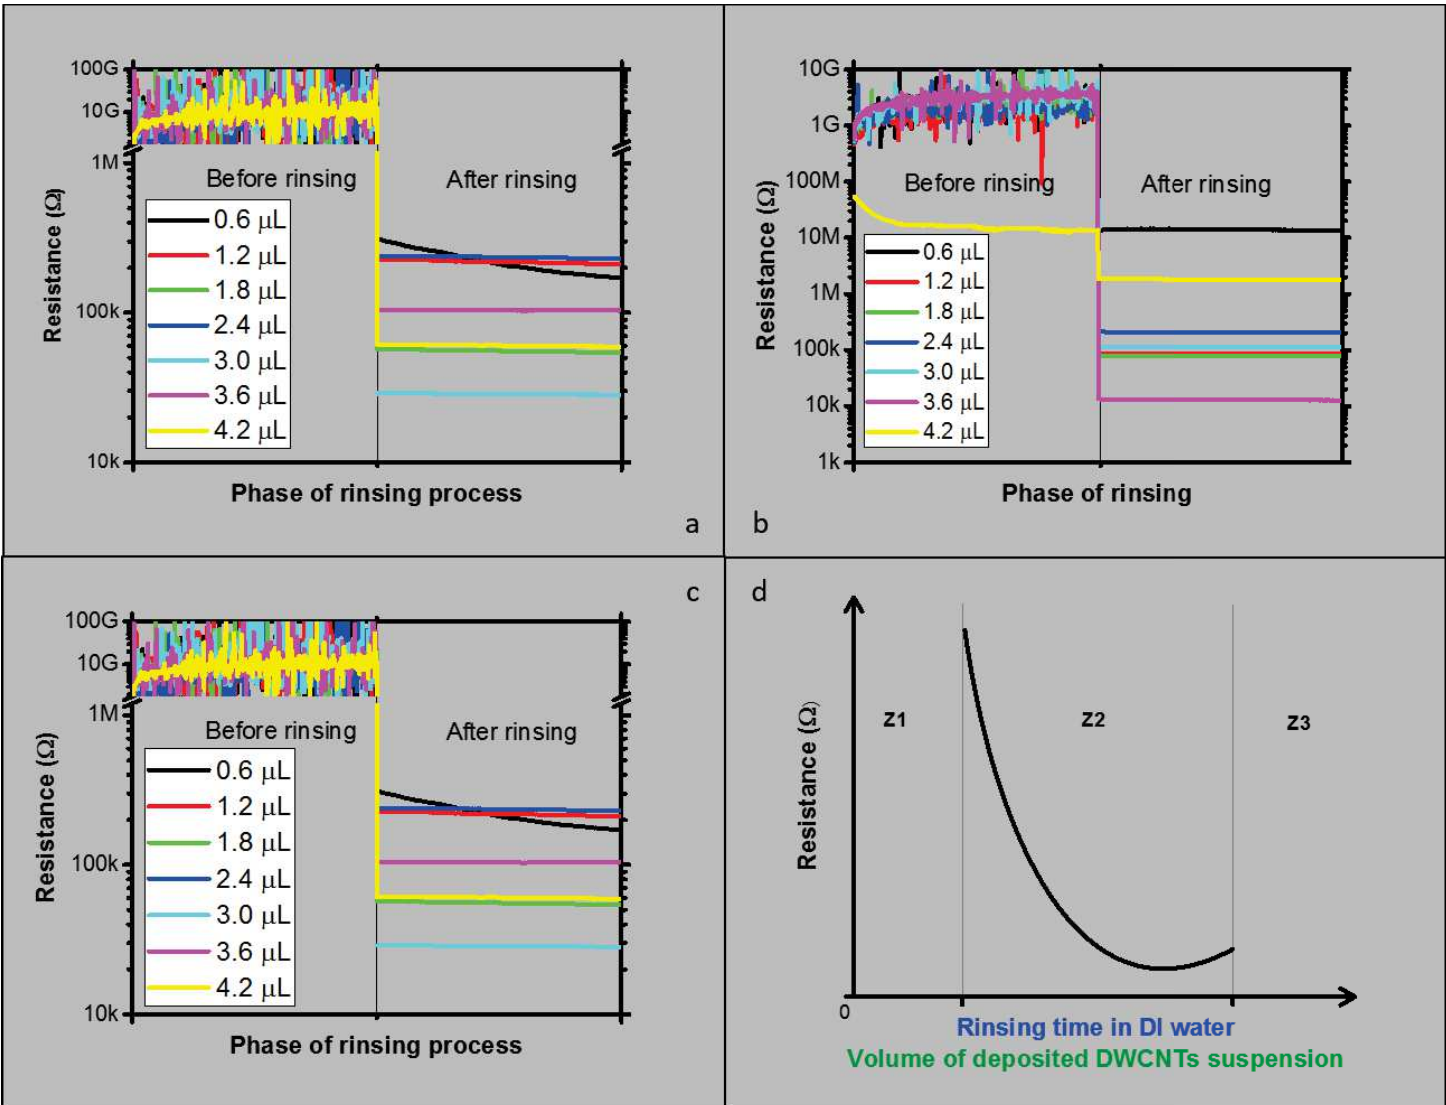 100G
10G
1M
100k
10k
Resistance (Ω)
Before rinsing
After rinsing
0.6 μL
1.2 μL
1.8 μL
2.4 μL
3.0 μL
3.6 μL
4.2 μL
Phase of rinsing process
a
10G
1G
100M
10M
1M
100k
10k
1k
Resistance (Ω)
Before rinsing
After rinsing
0.6 μL
1.2 μL
1.8 μL
2.4 μL
3.0 μL
3.6 μL
4.2 μL
Phase of rinsing
b
c
100G
10G
1M
100k
10k
Resistance (Ω)
Before rinsing
After rinsing
0.6 μL
1.2 μL
1.8 μL
2.4 μL
3.0 μL
3.6 μL
4.2 μL
Phase of rinsing process
d
Resistance (Ω)
Z1
Z2
Z3
0
Rinsing time in DI water
Volume of deposited DWCNTs suspension